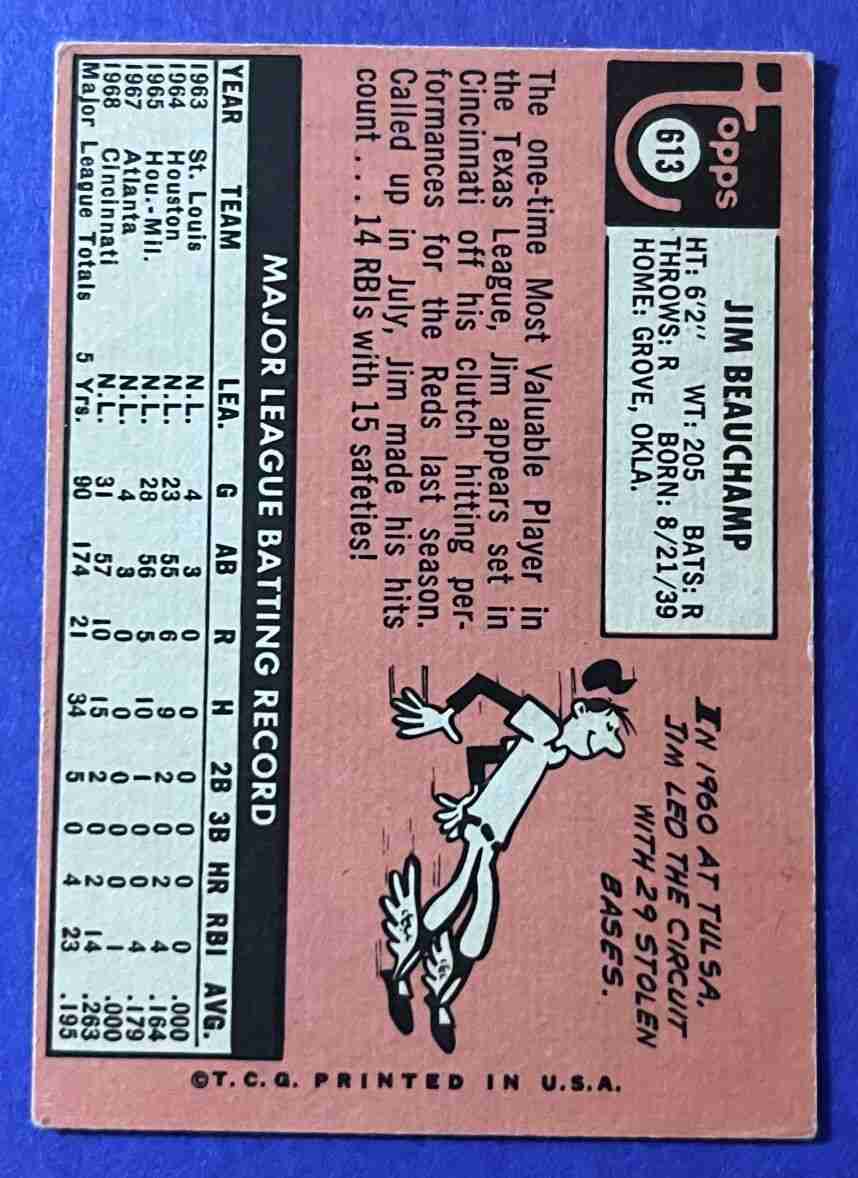 Topps
613
JIM BEAUCHAMP
HT: 6'2" WT: 205 BATS: R
THROWS: R BORN: 8/21/39
HOME: GROVE, OKLA.
IN 1960 AT TULSA,
JIM LED THE CIRCUIT
WITH 29 STOLEN
BASES.
The one-time Most Valuable Player in
the Texas League, Jim appears set in
Cincinnati off his clutch hitting per-
formances for the Reds last season.
Called up in July, Jim made his hits
count . . . 14 RBIs with 15 safeties!
MAJOR LEAGUE BATTING RECORD
YEAR TEAM LEA. G AB R H 2B 3B HR RBI AVG.
1963 St. Louis N.L. 4 3 0 0 0 0 0 0 .000
1964 Houston N.L. 23 55 6 9 2 0 2 4 .164
1965 Hou.-Mil. N.L. 28 56 5 10 1 0 0 4 .179
1967 Atlanta N.L. 4 3 0 0 0 0 0 1 .000
1968 Cincinnati N.L. 31 57 10 15 2 0 2 14 .263
Major League Totals 5 Yrs. 90 174 21 34 5 0 4 23 .195
©T.C.G. PRINTED IN U.S.A.